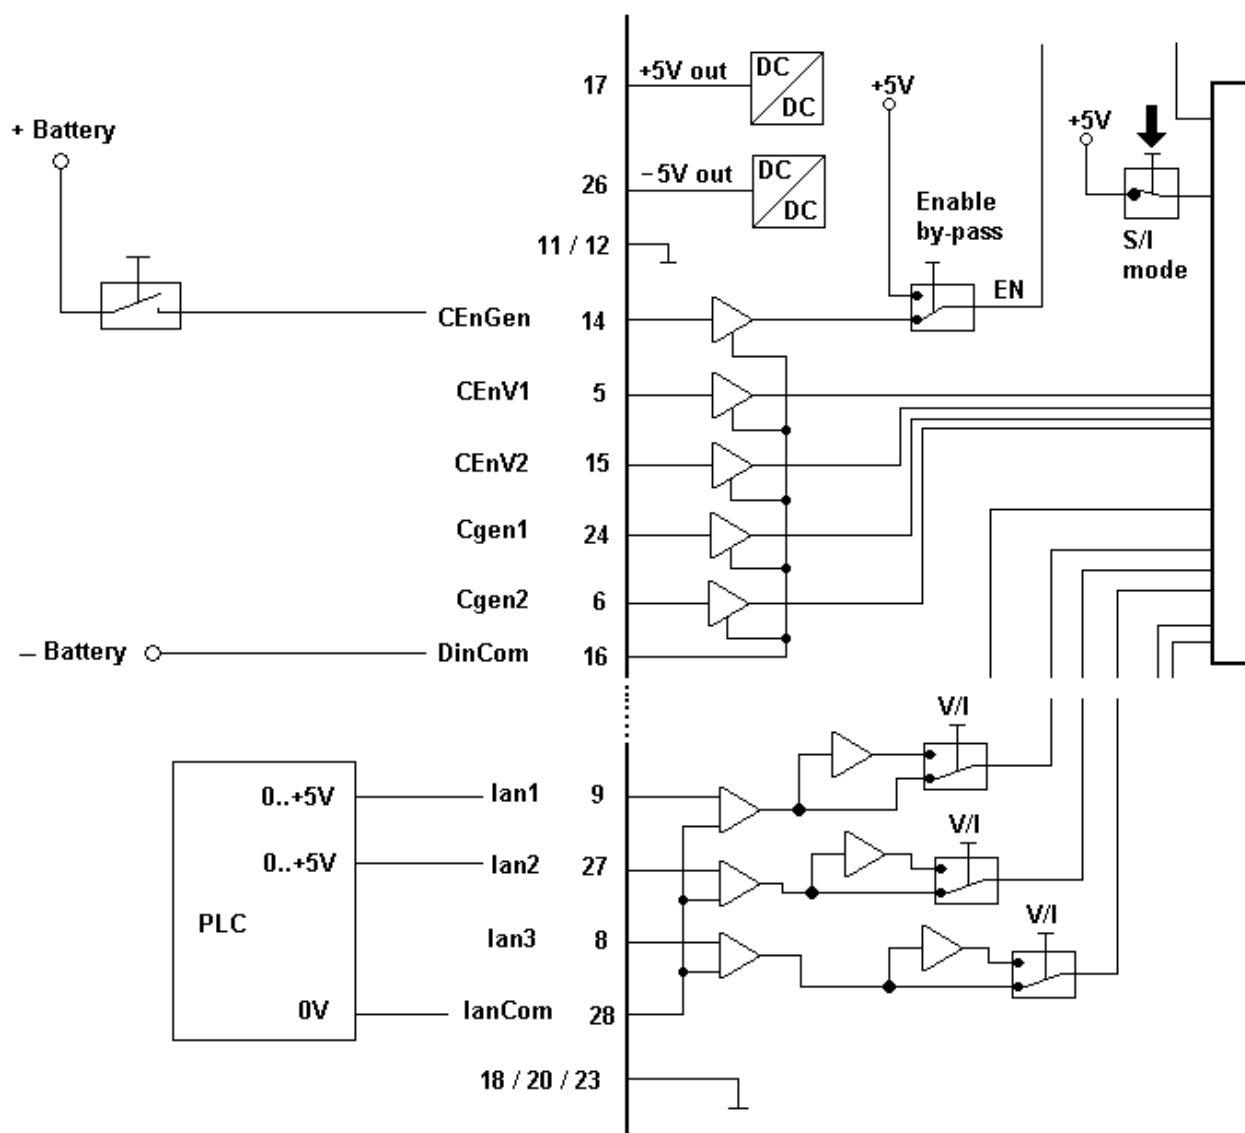 17
+5V out
DC
DC
+5V
+5V
+ Battery
26
−5V out
DC
DC
Enable
by-pass
S/I
mode
11 / 12
EN
CEnGen
14
CEnV1
5
CEnV2
15
Cgen1
24
Cgen2
6
− Battery
DinCom
16
V/I
0..+5V
Ian1
9
V/I
0..+5V
Ian2
27
V/I
PLC
Ian3
8
0V
IanCom
28
18 / 20 / 23